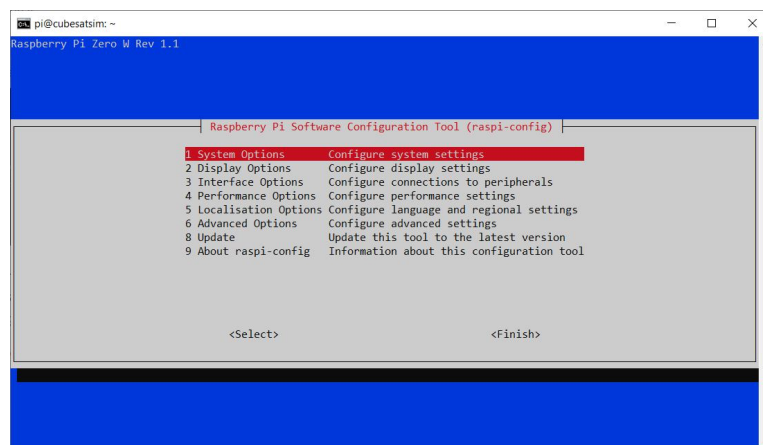 pi@cubesatsim: ~
Raspberry Pi Zero W Rev 1.1
Raspberry Pi Software Configuration Tool (raspi-config)
1 System Options Configure system settings
2 Display Options Configure display settings
3 Interface Options Configure connections to peripherals
4 Performance Options Configure performance settings
5 Localisation Options Configure language and regional settings
6 Advanced Options Configure advanced settings
8 Update Update this tool to the latest version
9 About raspi-config Information about this configuration tool
<Select> <Finish>